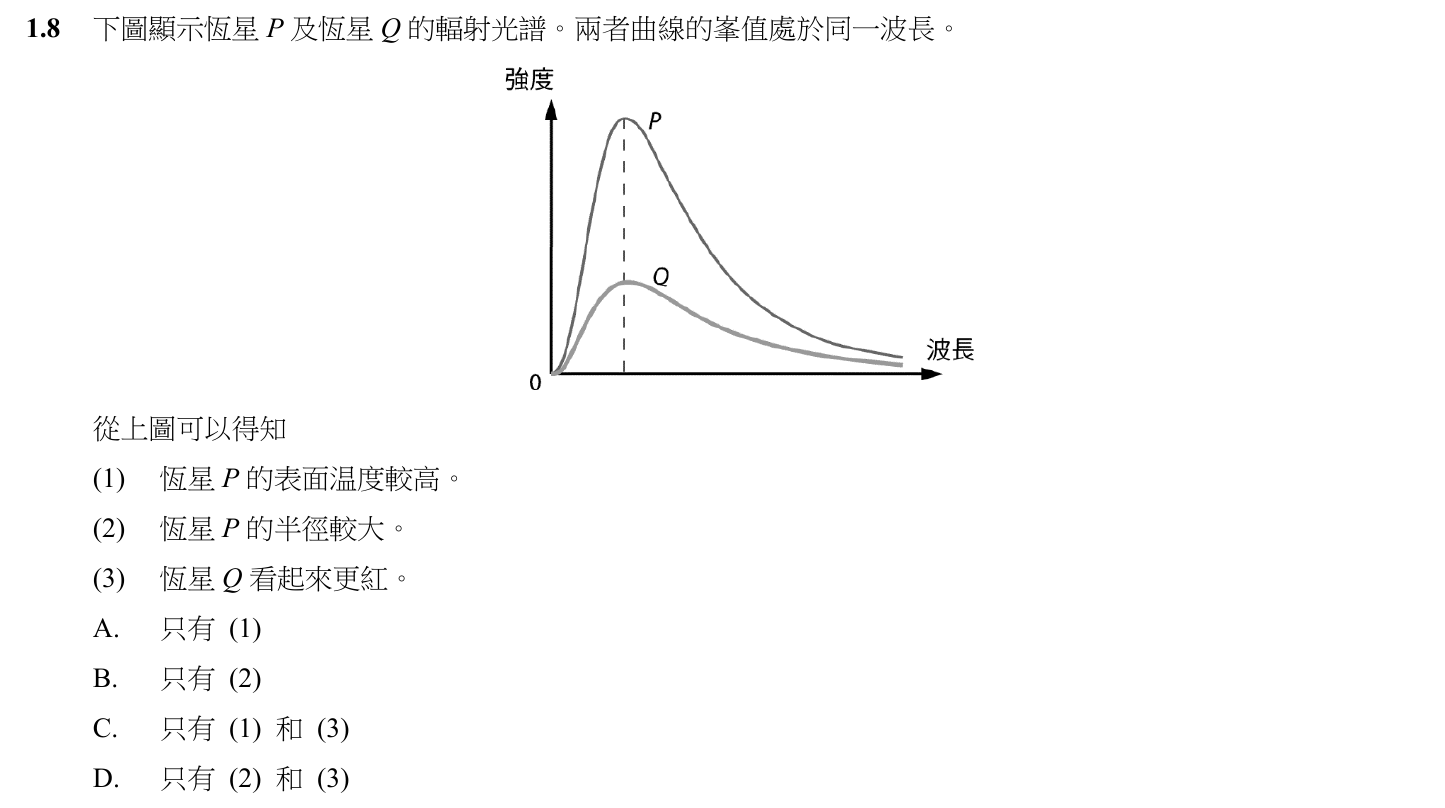 1.8 下圖顯示恆星 P 及恆星 Q 的輻射光譜。兩者曲線的峯值處於同一波長。
強度
P
Q
波長
0
從上圖可以得知
(1) 恆星 P 的表面温度較高。
(2) 恆星 P 的半徑較大。
(3) 恆星 Q 看起來更紅。
A. 只有 (1)
B. 只有 (2)
C. 只有 (1) 和 (3)
D. 只有 (2) 和 (3)